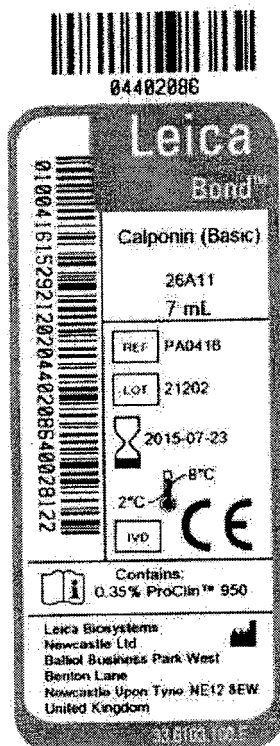 04402086
Leica
Bond™
Calponin (Basic)
26A11
7 mL
REF PA0416
LOT 21202
2015-07-23
8°C
2°C
IVD
CE
Contains:
0.35% ProClin™ 950
Leica Biosystems
Newcastle Ltd
Balliol Business Park West
Benton Lane
Newcastle Upon Tyne NE12 8EW
United Kingdom